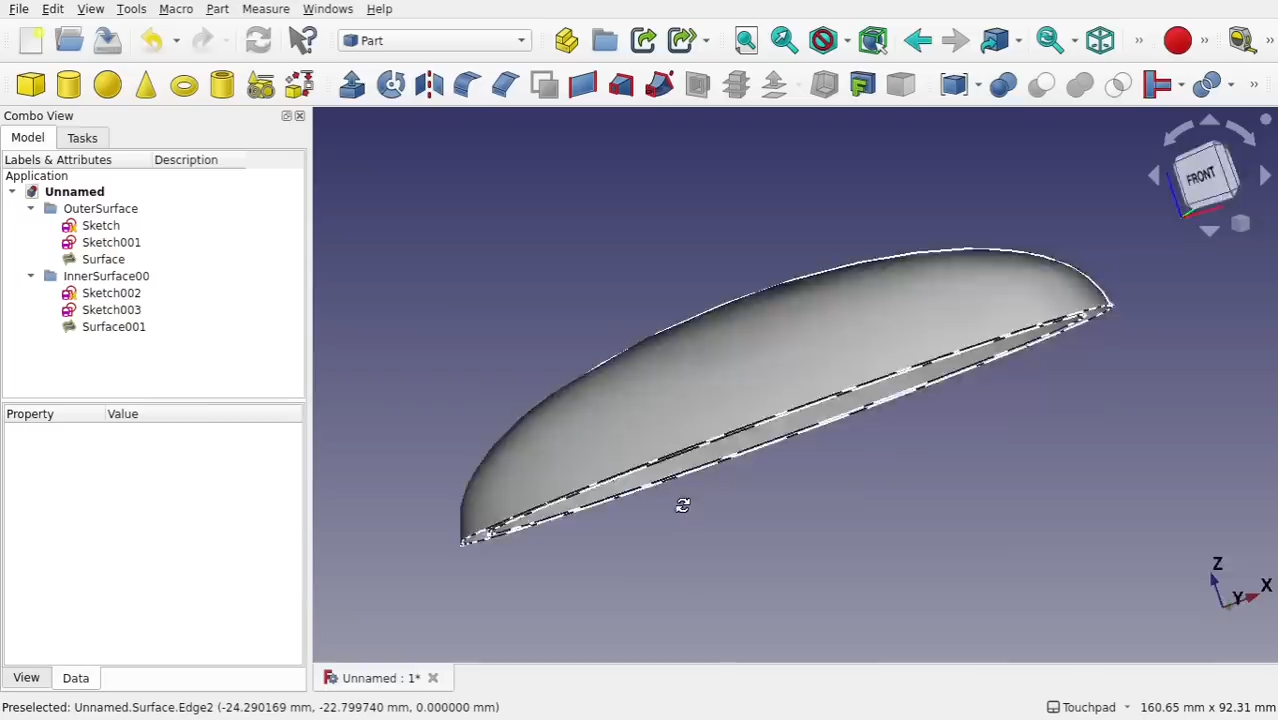 File Edit View Tools Macro Part Measure Windows Help
Part
Combo View
Model Tasks
Labels & Attributes Description
Application
Unnamed
OuterSurface
Sketch
Sketch001
Surface
InnerSurface00
Sketch002
Sketch003
Surface001
Property Value
FRONT
Z
Y X
View Data
Unnamed : 1*
Preselected: Unnamed.Surface.Edge2 (-24.290169 mm, -22.799740 mm, 0.000000 mm)
Touchpad 160.65 mm x 92.31 mm